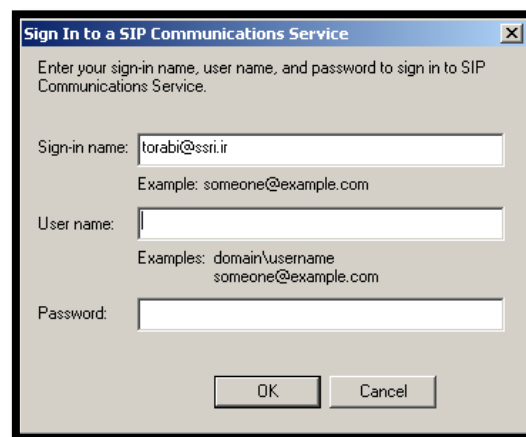 Sign In to a SIP Communications Service
Enter your sign-in name, user name, and password to sign in to SIP
Communications Service.
Sign-in name: torabi@ssri.ir
Example: someone@example.com
User name:
Examples: domain\username
someone@example.com
Password:
OK Cancel